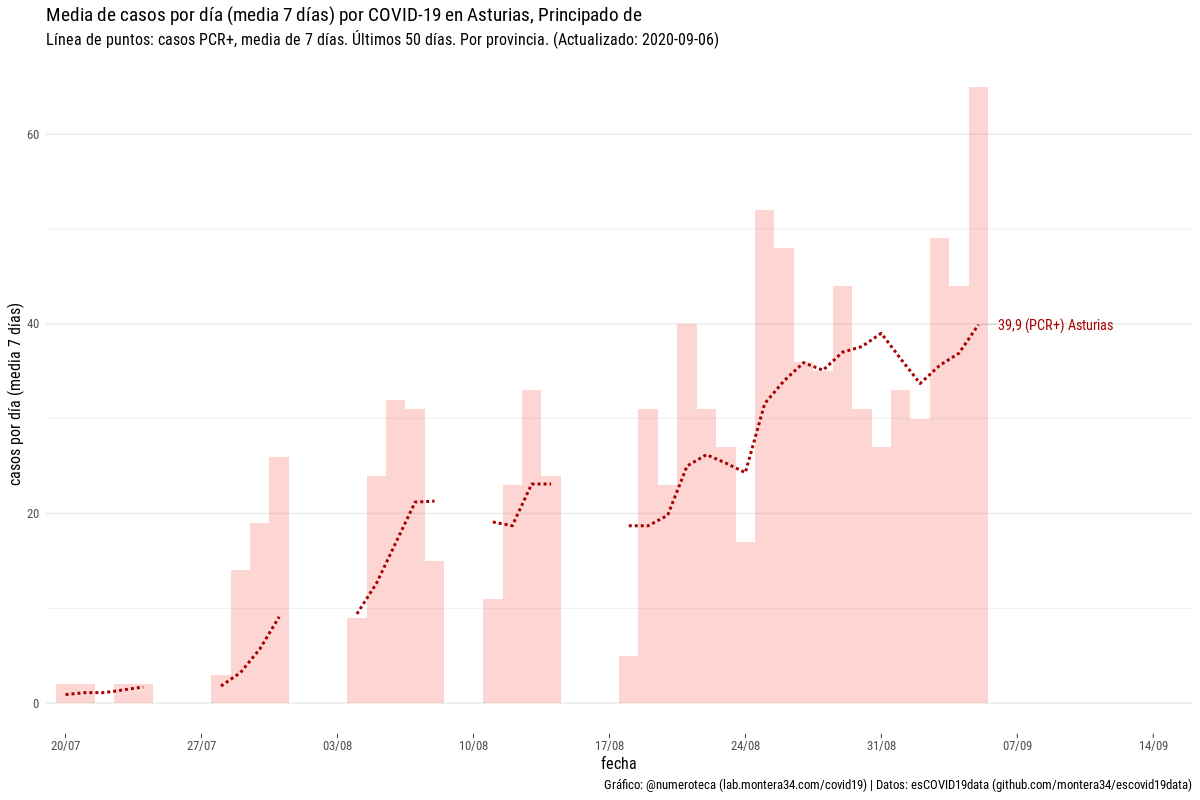 Media de casos por día (media 7 días) por COVID-19 en Asturias, Principado de
Línea de puntos: casos PCR+, media de 7 días. Últimos 50 días. Por provincia. (Actualizado: 2020-09-06)
casos por día (media 7 días)
60
40
20
0
39,9 (PCR+) Asturias
20/07
27/07
03/08
10/08
17/08
24/08
31/08
07/09
14/09
fecha
Gráfico: @numeroteca (lab.montera34.com/covid19) | Datos: esCOVID19data (github.com/montera34/escovid19data)